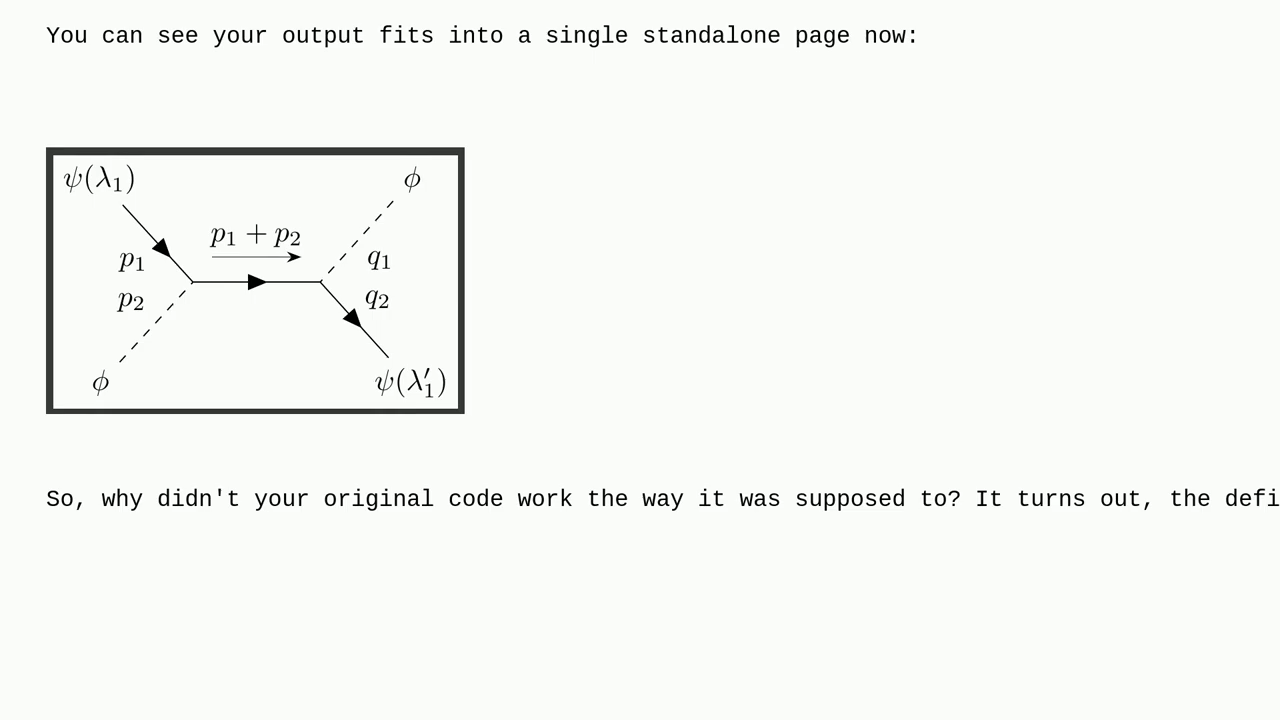 You can see your output fits into a single standalone page now:
ψ(λ₁) ϕ
p₁ + p₂
p₁ q₁
p₂ q₂
ϕ ψ(λ′₁)
So, why didn't your original code work the way it was supposed to? It turns out, the defi